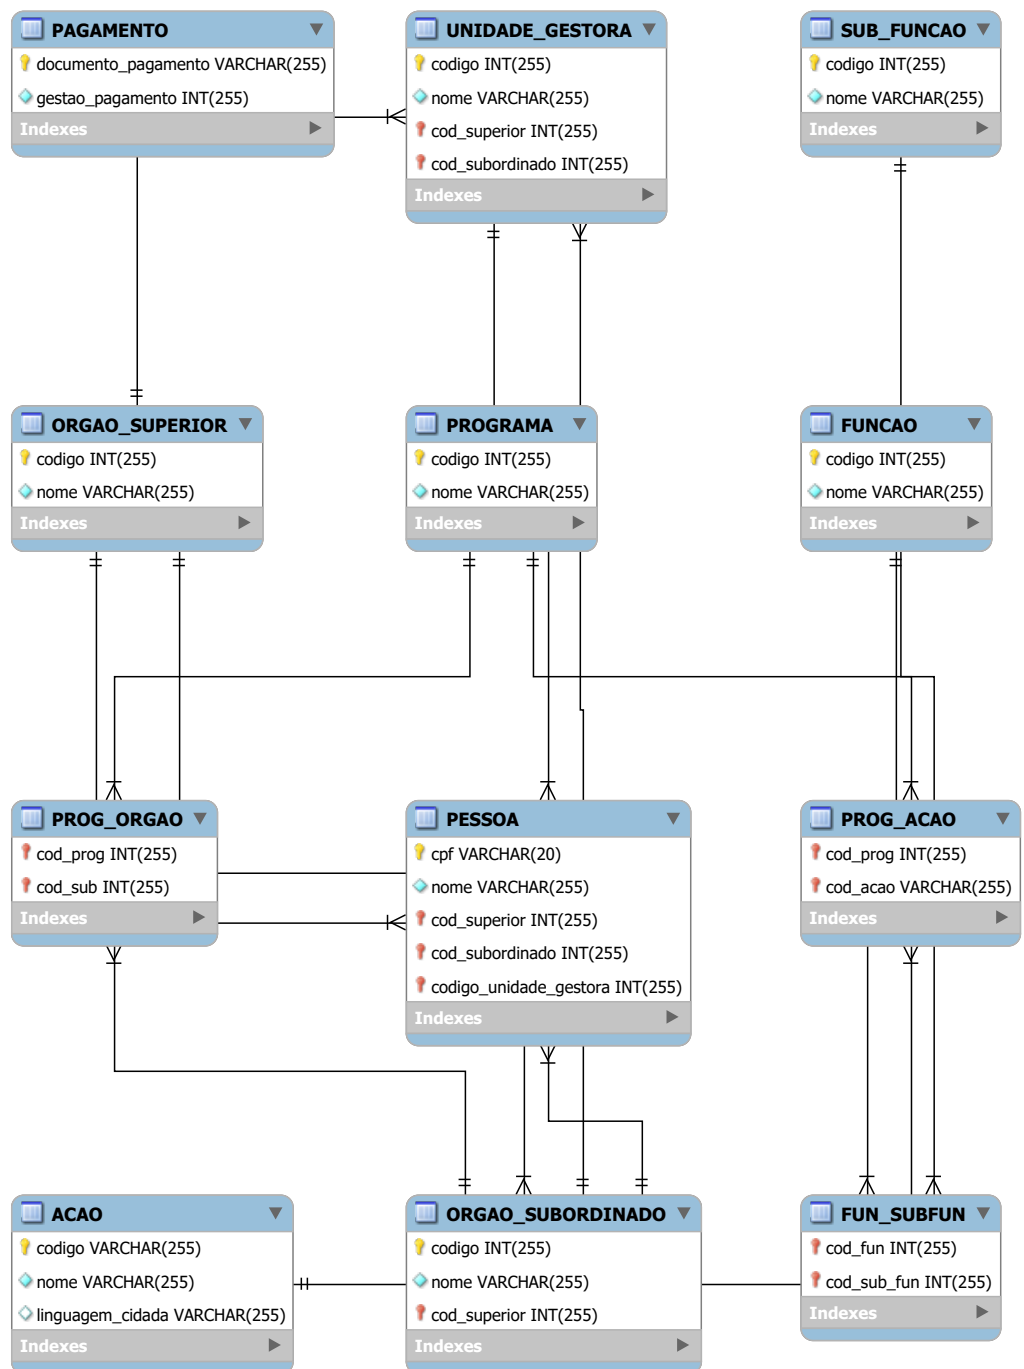 PAGAMENTO
documento_pagamento VARCHAR(255)
gestao_pagamento INT(255)
Indexes
UNIDADE_GESTORA
codigo INT(255)
nome VARCHAR(255)
cod_superior INT(255)
cod_subordinado INT(255)
Indexes
SUB_FUNCAO
codigo INT(255)
nome VARCHAR(255)
Indexes
ORGAO_SUPERIOR
codigo INT(255)
nome VARCHAR(255)
Indexes
PROGRAMA
codigo INT(255)
nome VARCHAR(255)
Indexes
FUNCAO
codigo INT(255)
nome VARCHAR(255)
Indexes
PROG_ORGAO
cod_prog INT(255)
cod_sub INT(255)
Indexes
PESSOA
cpf VARCHAR(20)
nome VARCHAR(255)
cod_superior INT(255)
cod_subordinado INT(255)
codigo_unidade_gestora INT(255)
Indexes
PROG_ACAO
cod_prog INT(255)
cod_acao VARCHAR(255)
Indexes
ACAO
codigo VARCHAR(255)
nome VARCHAR(255)
linguagem_cidada VARCHAR(255)
Indexes
ORGAO_SUBORDINADO
codigo INT(255)
nome VARCHAR(255)
cod_superior INT(255)
Indexes
FUN_SUBFUN
cod_fun INT(255)
cod_sub_fun INT(255)
Indexes